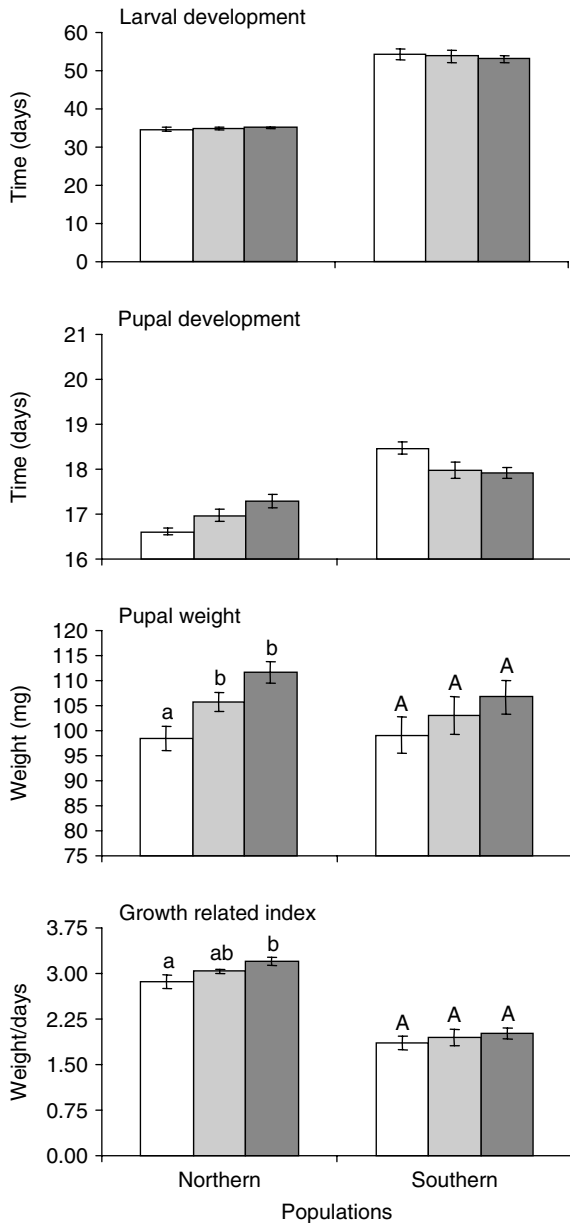 Larval development
60
50
40
30
20
10
0
Time (days)
Pupal development
21
20
19
18
17
16
Time (days)
Pupal weight
120
115
110
105
100
95
90
85
80
75
Weight (mg)
a b b A A A
Growth related index
3.75
3.00
2.25
1.50
0.75
0.00
Weight/days
a ab b A A A
Northern Southern
Populations